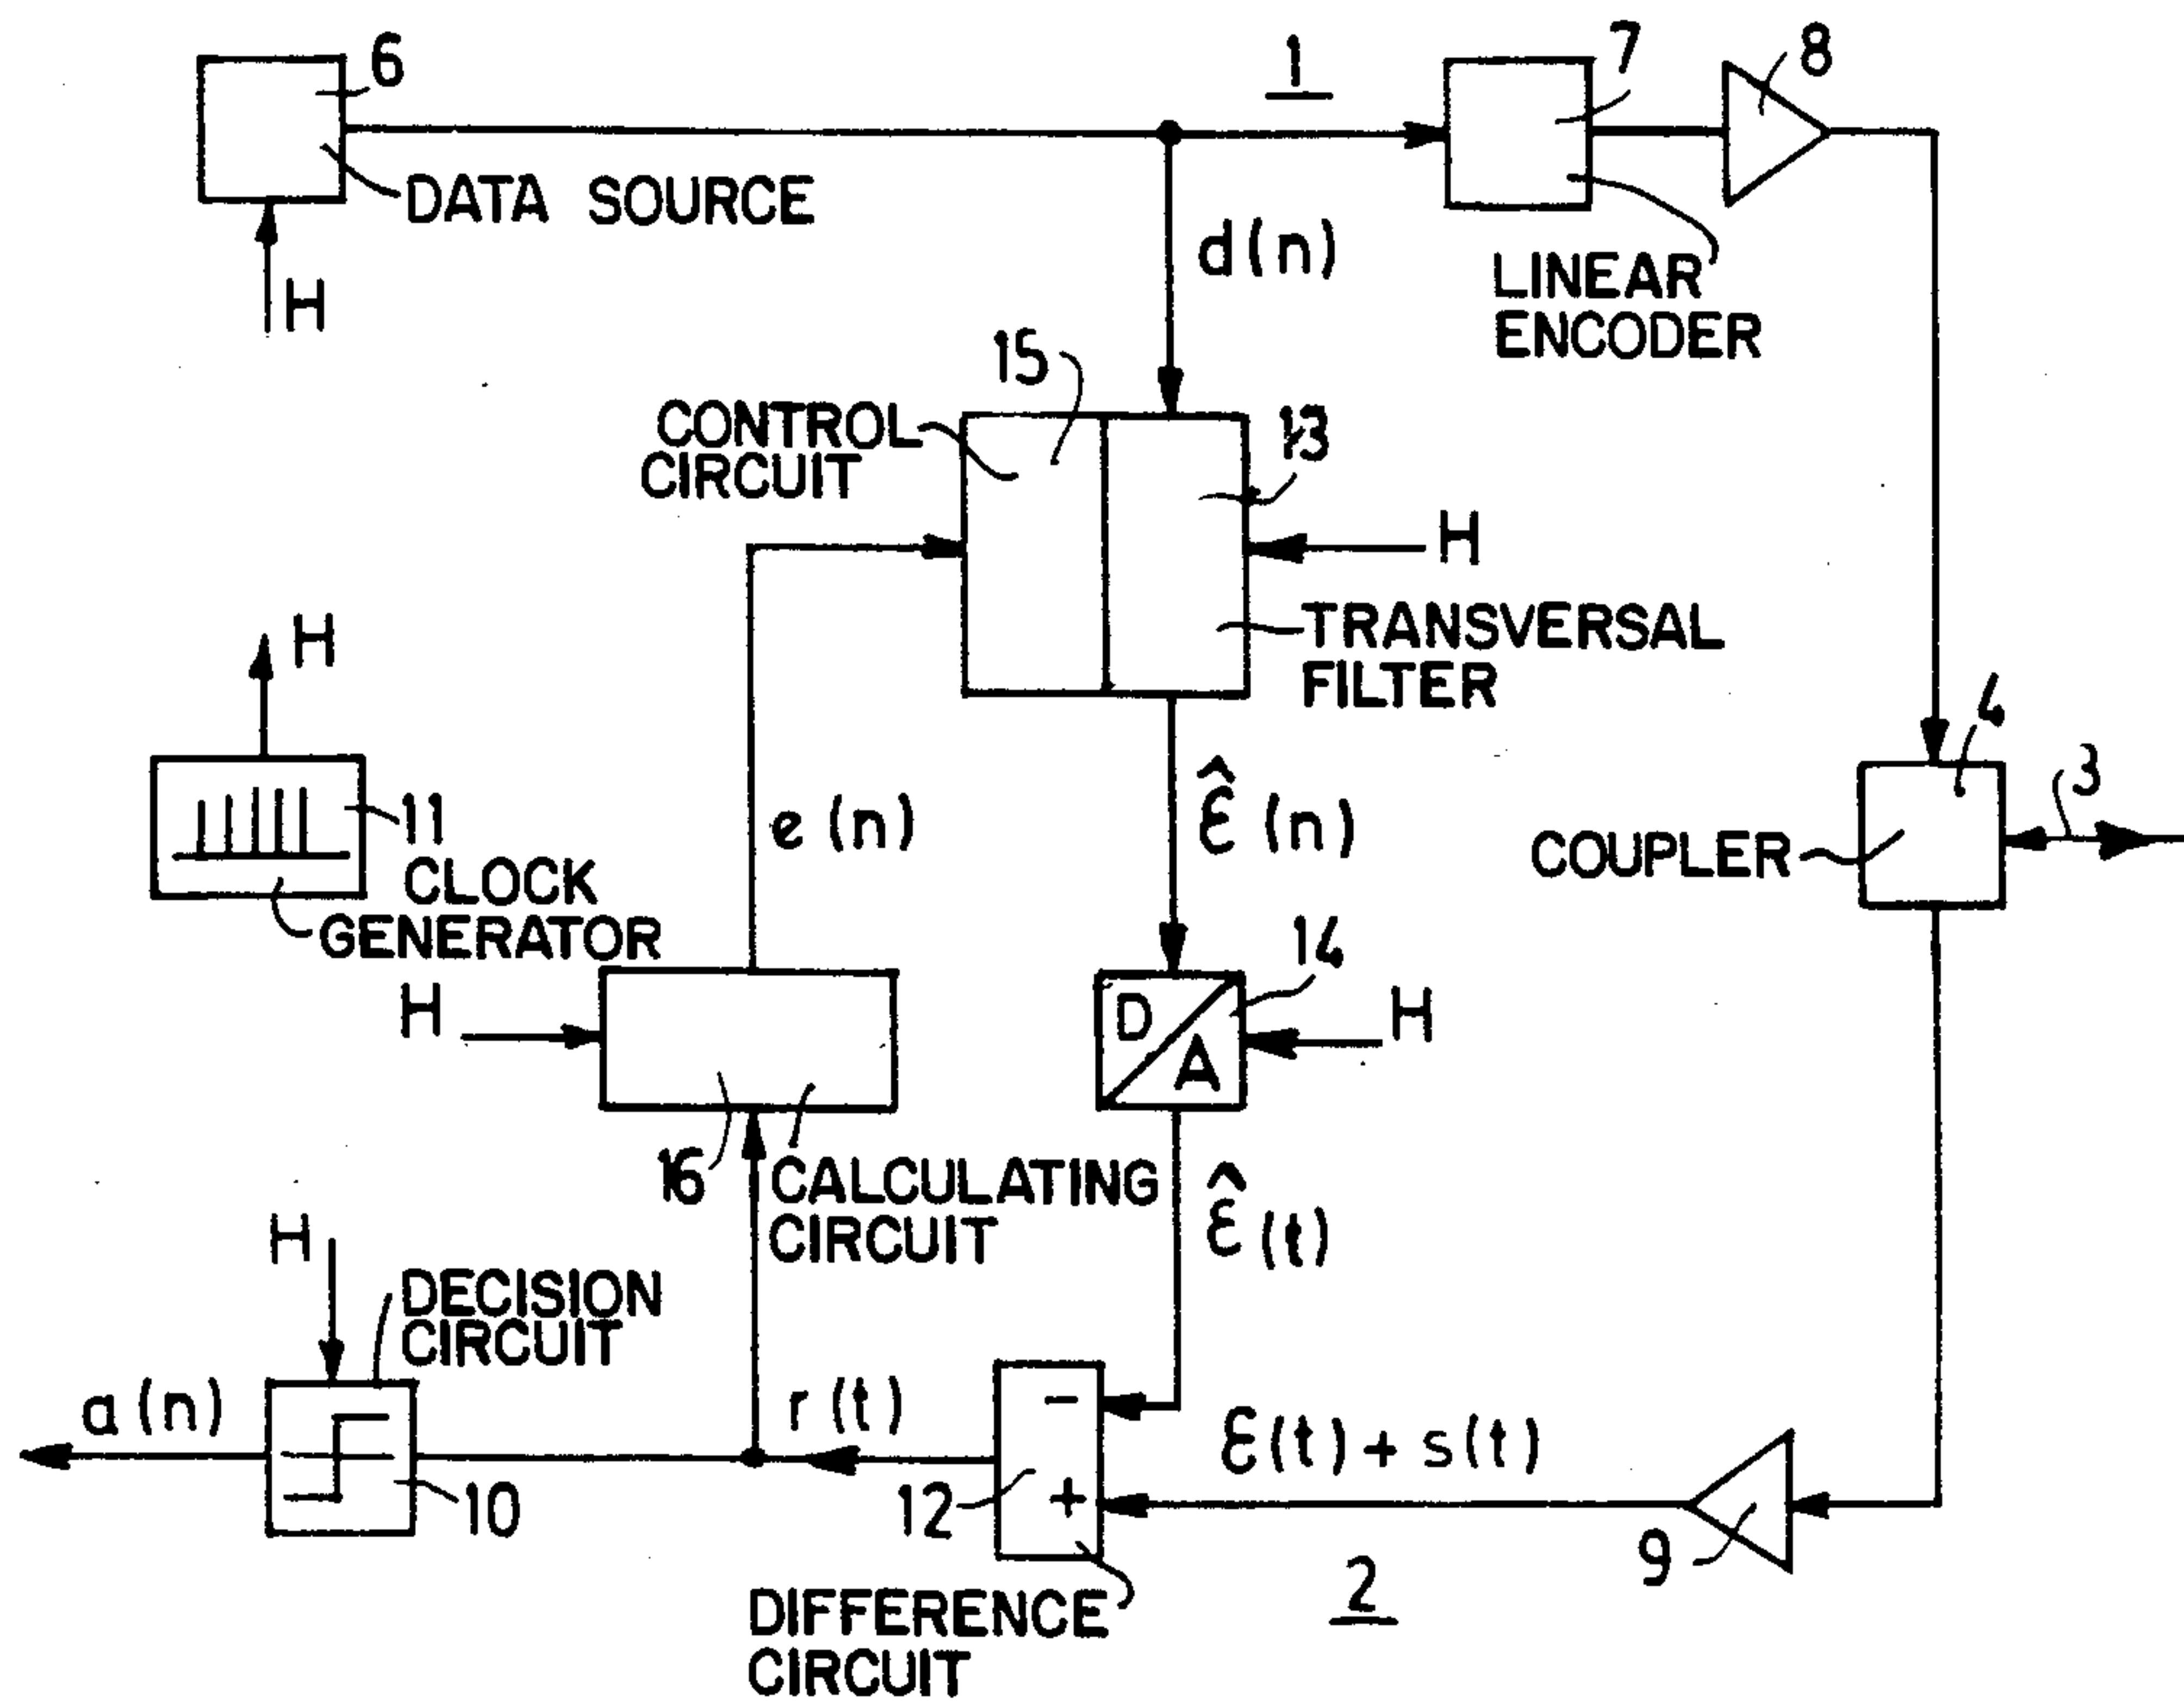 6
1
7
8
DATA SOURCE
H
d(n)
LINEAR
ENCODER
15
CONTROL
CIRCUIT
13
H
TRANSVERSAL
FILTER
H
4
3
11
CLOCK
GENERATOR
e(n)
ε̂(n)
COUPLER
14
H
D
A
H
16
CALCULATING
CIRCUIT
ε̂(t)
H
DECISION
CIRCUIT
a(n)
r(t)
-
+
ε(t) + s(t)
10
12
9
2
DIFFERENCE
CIRCUIT